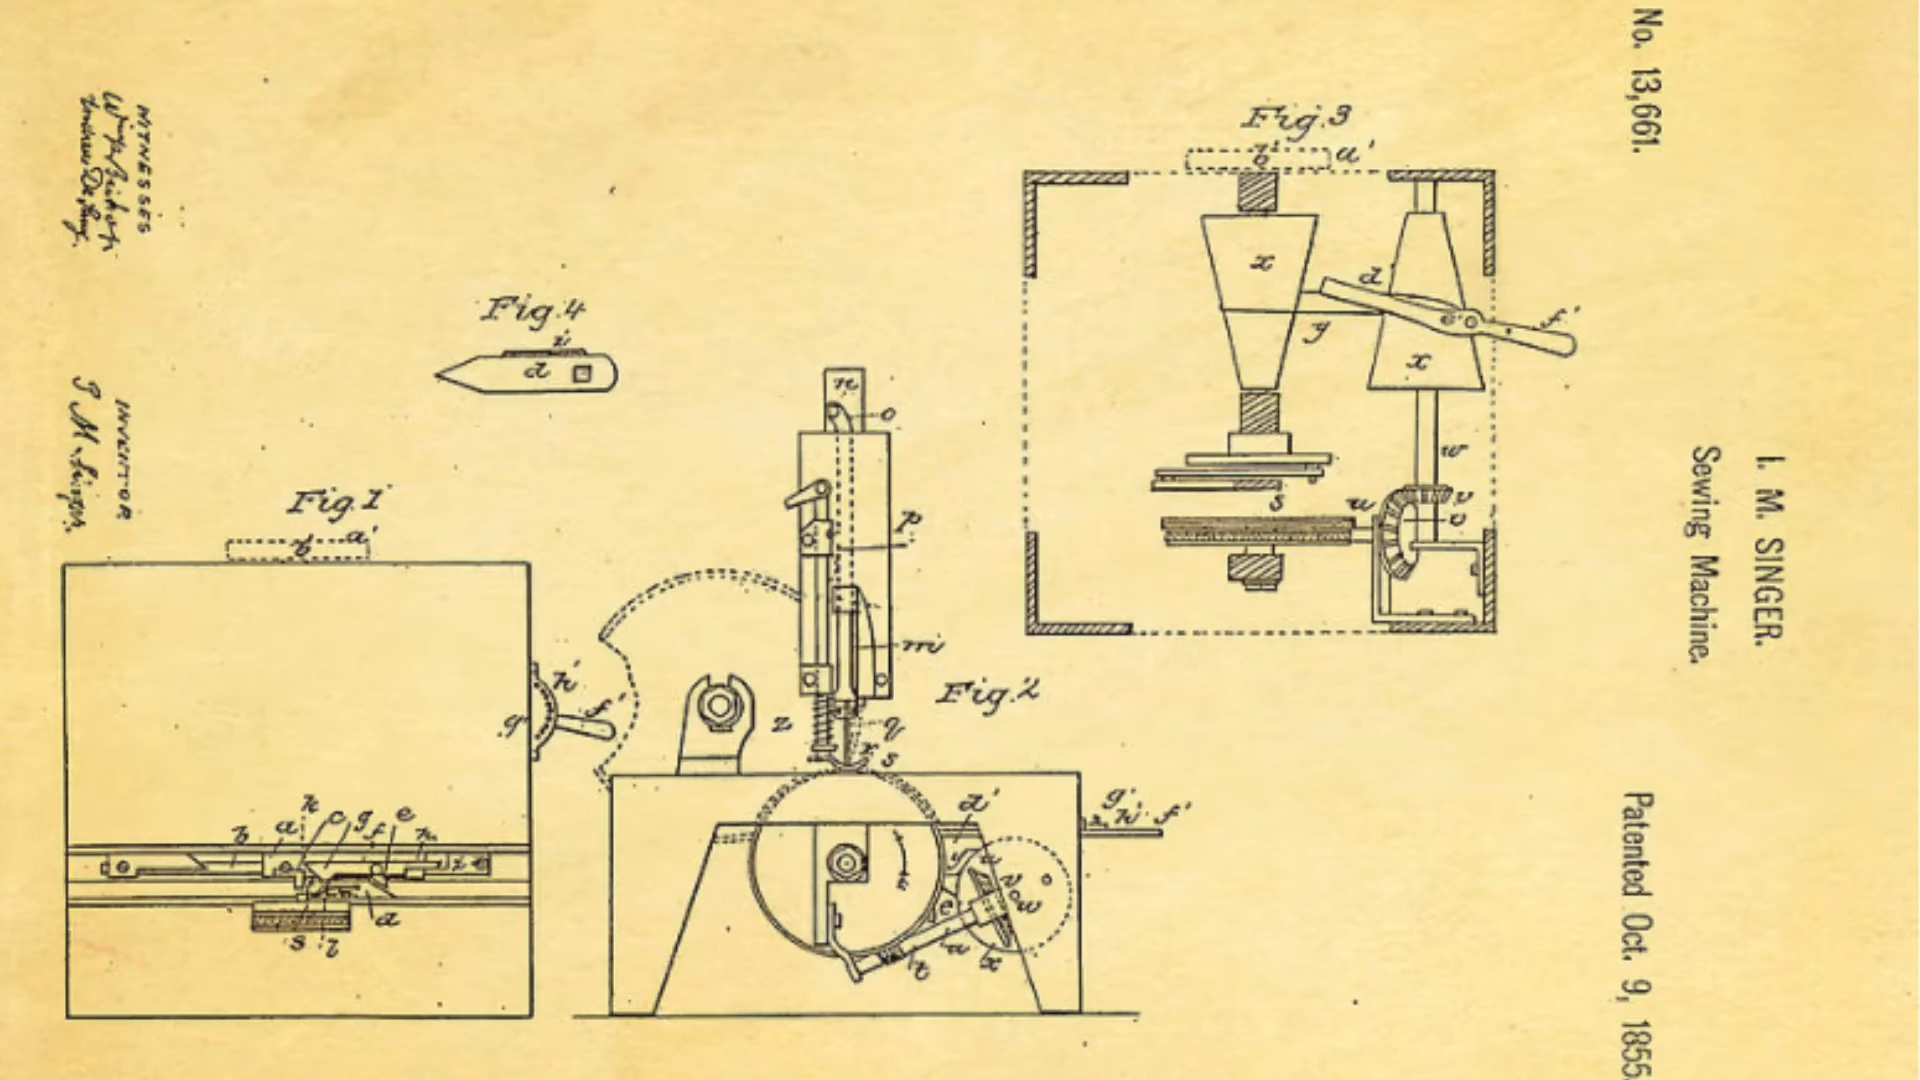 No. 13,661.
I. M. SINGER.
Sewing Machine.
Patented Oct. 9, 1855.
WITNESSES
INVENTOR
I M. Singer
Fig.1
a'
b'
h'
g'
f'
k
c
g
f
e
b
a
m
i
s
l
d
Fig.2
n
o
p
m
z
q
r
s
d'
g' h' f'
v
w
e'
u
t
x
Fig.3
b' a'
x
d'
e'
f'
y
x
w
s
u
v
v
Fig.4
i
d